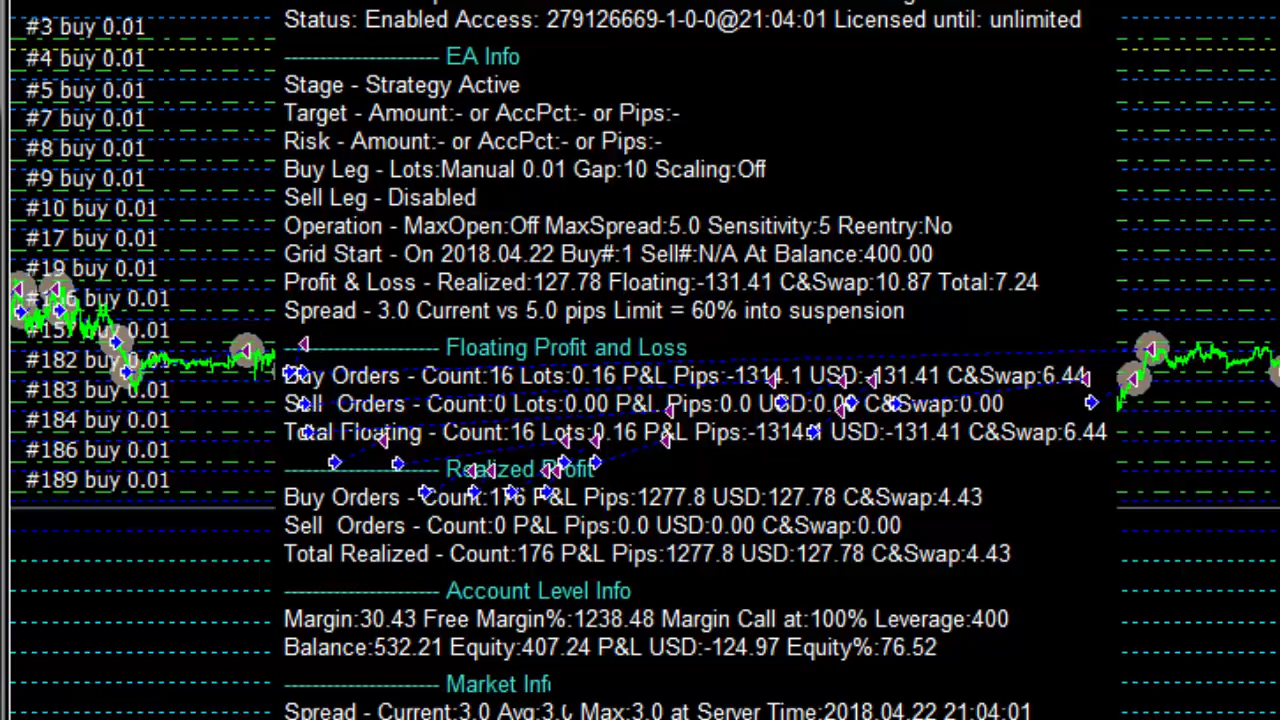 Status: Enabled Access: 279126669-1-0-0@21:04:01 Licensed until: unlimited
#3 buy 0.01
#4 buy 0.01
#5 buy 0.01
#7 buy 0.01
#8 buy 0.01
#9 buy 0.01
#10 buy 0.01
#17 buy 0.01
#19 buy 0.01
buy 0.01
buy 0.01
#182 buy
#183 buy 0.01
#184 buy 0.01
#186 buy 0.01
#189 buy 0.01
---------------------- EA Info
Stage - Strategy Active
Target - Amount:- or AccPct:- or Pips:-
Risk - Amount:- or AccPct:- or Pips:-
Buy Leg - Lots:Manual 0.01 Gap:10 Scaling:Off
Sell Leg - Disabled
Operation - MaxOpen:Off MaxSpread:5.0 Sensitivity:5 Reentry:No
Grid Start - On 2018.04.22 Buy#:1 Sell#:N/A At Balance:400.00
Profit & Loss - Realized:127.78 Floating:-131.41 C&Swap:10.87 Total:7.24
Spread - 3.0 Current vs 5.0 pips Limit = 60% into suspension
---------------------- Floating Profit and Loss
Buy Orders - Count:16 Lots:0.16 P&L Pips:-1314.1 USD:-131.41 C&Swap:6.44
Sell Orders - Count:0 Lots:0.00 P&L Pips:0.0 USD:0.00 C&Swap:0.00
Total Floating - Count:16 Lots:0.16 P&L Pips:-1314.1 USD:-131.41 C&Swap:6.44
---------------------- Realized Profit
Buy Orders - Count:176 P&L Pips:1277.8 USD:127.78 C&Swap:4.43
Sell Orders - Count:0 P&L Pips:0.0 USD:0.00 C&Swap:0.00
Total Realized - Count:176 P&L Pips:1277.8 USD:127.78 C&Swap:4.43
---------------------- Account Level Info
Margin:30.43 Free Margin%:1238.48 Margin Call at:100% Leverage:400
Balance:532.21 Equity:407.24 P&L USD:-124.97 Equity%:76.52
---------------------- Market Info
Spread - Current:3.0 Avg:3.0 Max:3.0 at Server Time:2018.04.22 21:04:01